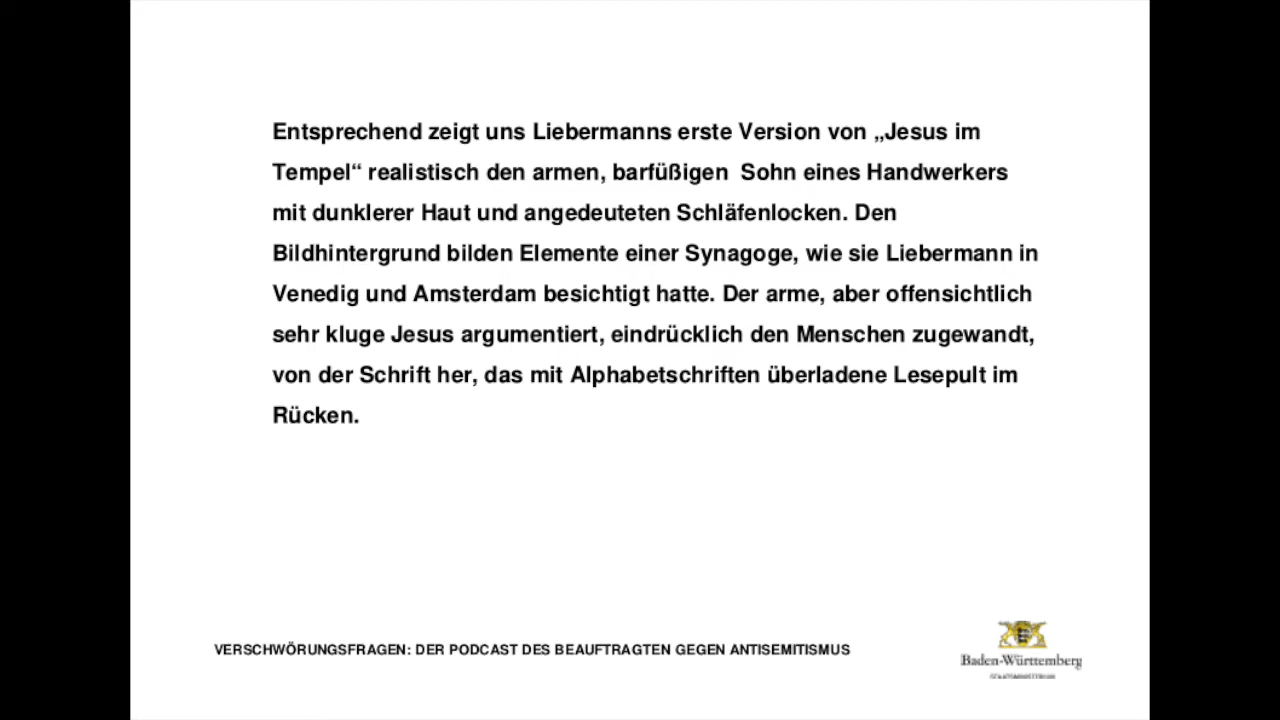 Entsprechend zeigt uns Liebermanns erste Version von „Jesus im
Tempel“ realistisch den armen, barfüßigen  Sohn eines Handwerkers
mit dunklerer Haut und angedeuteten Schläfenlocken. Den
Bildhintergrund bilden Elemente einer Synagoge, wie sie Liebermann in
Venedig und Amsterdam besichtigt hatte. Der arme, aber offensichtlich
sehr kluge Jesus argumentiert, eindrücklich den Menschen zugewandt,
von der Schrift her, das mit Alphabetschriften überladene Lesepult im
Rücken.
VERSCHWÖRUNGSFRAGEN: DER PODCAST DES BEAUFTRAGTEN GEGEN ANTISEMITISMUS
Baden-Württemberg
STAATSMINISTERIUM